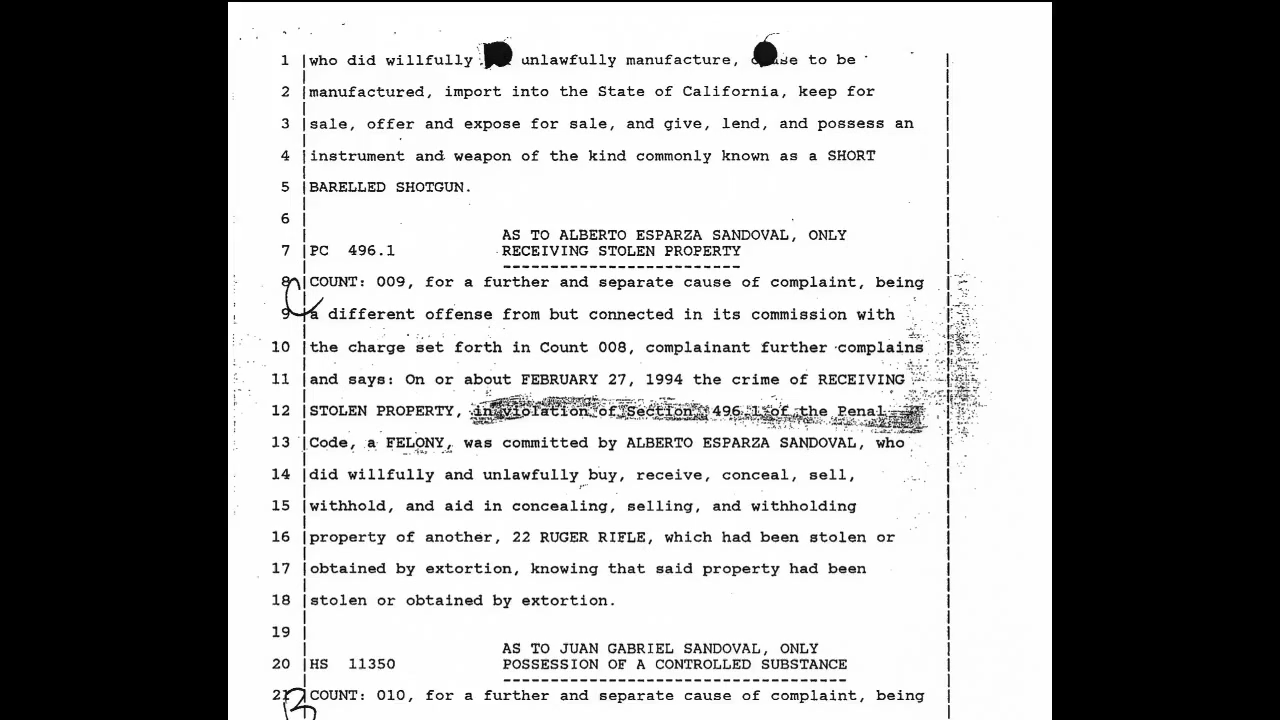 1 who did willfully unlawfully manufacture, to be
2 manufactured, import into the State of California, keep for
3 sale, offer and expose for sale, and give, lend, and possess an
4 instrument and weapon of the kind commonly known as a SHORT
5 BARELLED SHOTGUN.
6
AS TO ALBERTO ESPARZA SANDOVAL, ONLY
7 PC 496.1 RECEIVING STOLEN PROPERTY
8 COUNT: 009, for a further and separate cause of complaint, being
9 a different offense from but connected in its commission with
10 the charge set forth in Count 008, complainant further complains
11 and says: On or about FEBRUARY 27, 1994 the crime of RECEIVING
12 STOLEN PROPERTY, in violation of Section 496.1 of the Penal
13 Code, a FELONY, was committed by ALBERTO ESPARZA SANDOVAL, who
14 did willfully and unlawfully buy, receive, conceal, sell,
15 withhold, and aid in concealing, selling, and withholding
16 property of another, 22 RUGER RIFLE, which had been stolen or
17 obtained by extortion, knowing that said property had been
18 stolen or obtained by extortion.
19
AS TO JUAN GABRIEL SANDOVAL, ONLY
20 HS 11350 POSSESSION OF A CONTROLLED SUBSTANCE
21 COUNT: 010, for a further and separate cause of complaint, being